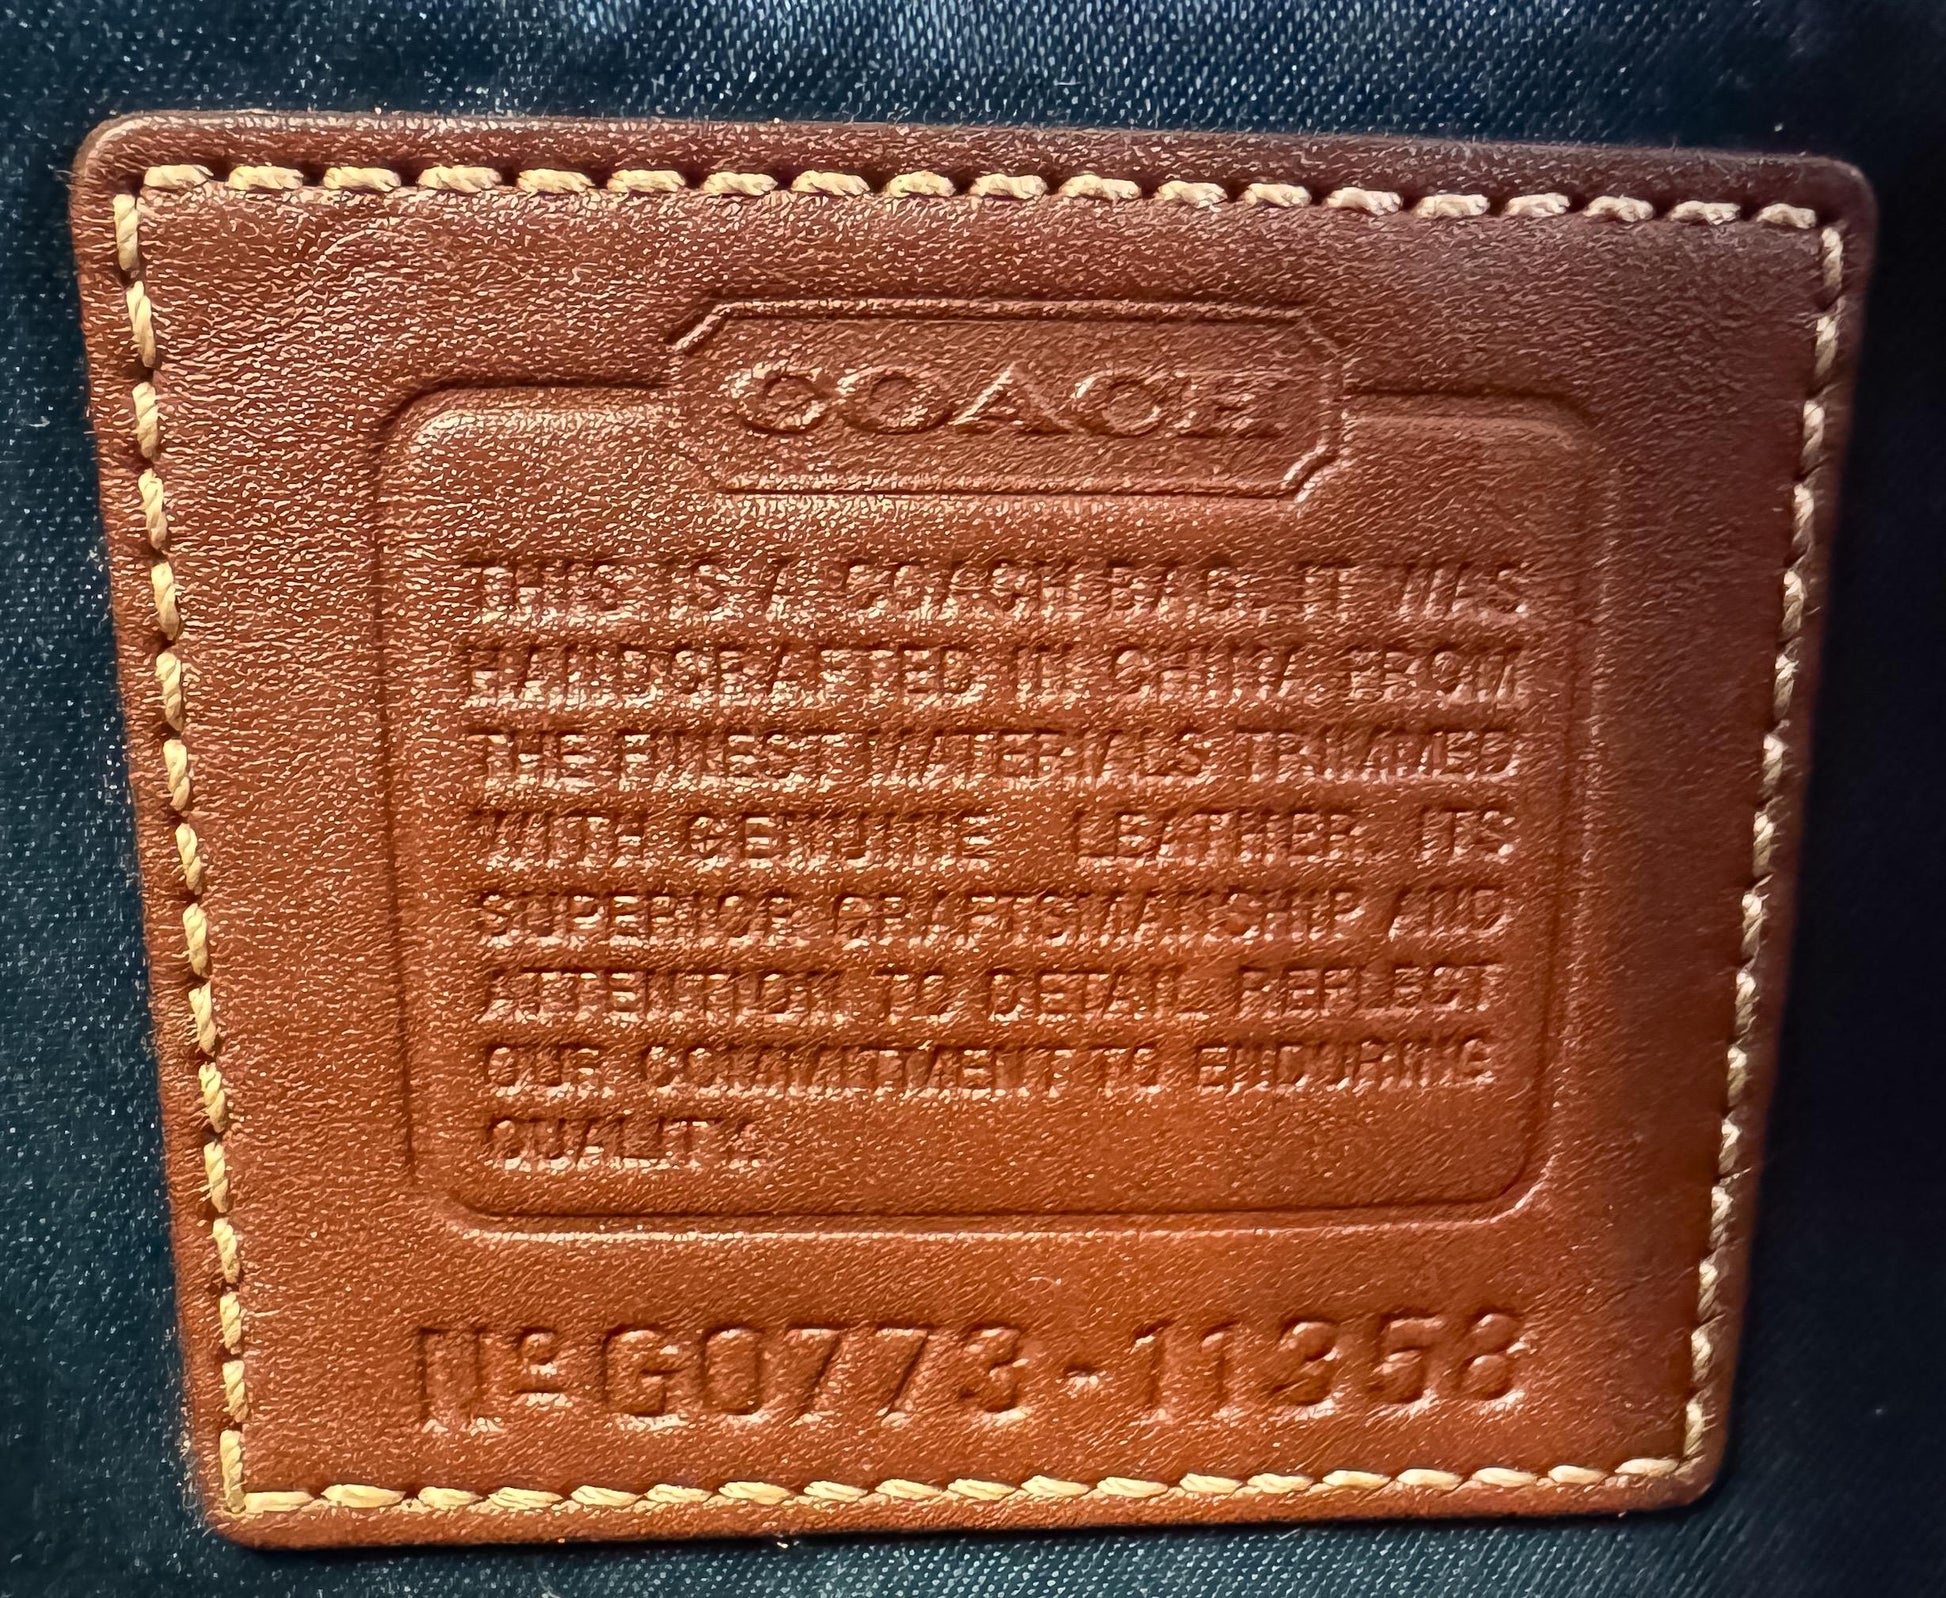 COACH
THIS IS A COACH BAG. IT WAS
HANDCRAFTED IN CHINA FROM
THE FINEST MATERIALS TRIMMED
WITH GENUINE LEATHER. ITS
SUPERIOR CRAFTSMANSHIP AND
ATTENTION TO DETAIL REFLECT
OUR COMMITMENT TO ENDURING
QUALITY.
Nº G0773-11358